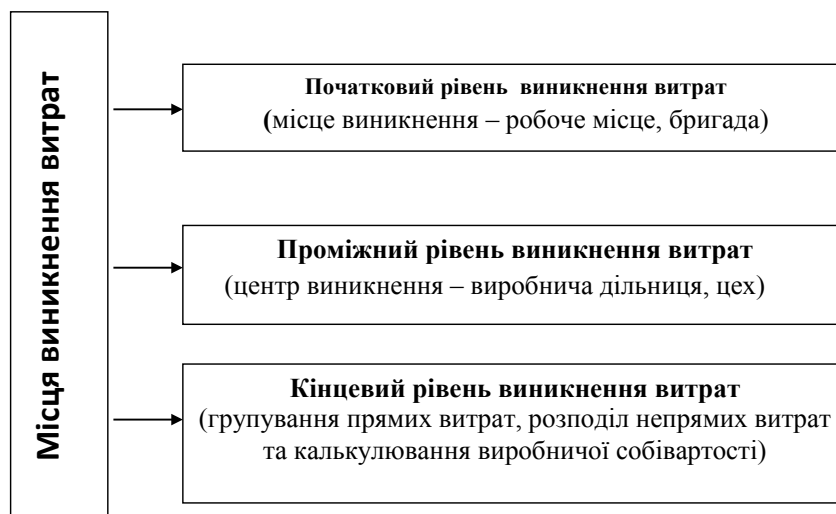 Місця виникнення витрат
Початковий рівень виникнення витрат
(місце виникнення – робоче місце, бригада)
Проміжний рівень виникнення витрат
(центр виникнення – виробнича дільниця, цех)
Кінцевий рівень виникнення витрат
(групування прямих витрат, розподіл непрямих витрат
та калькулювання виробничої собівартості)